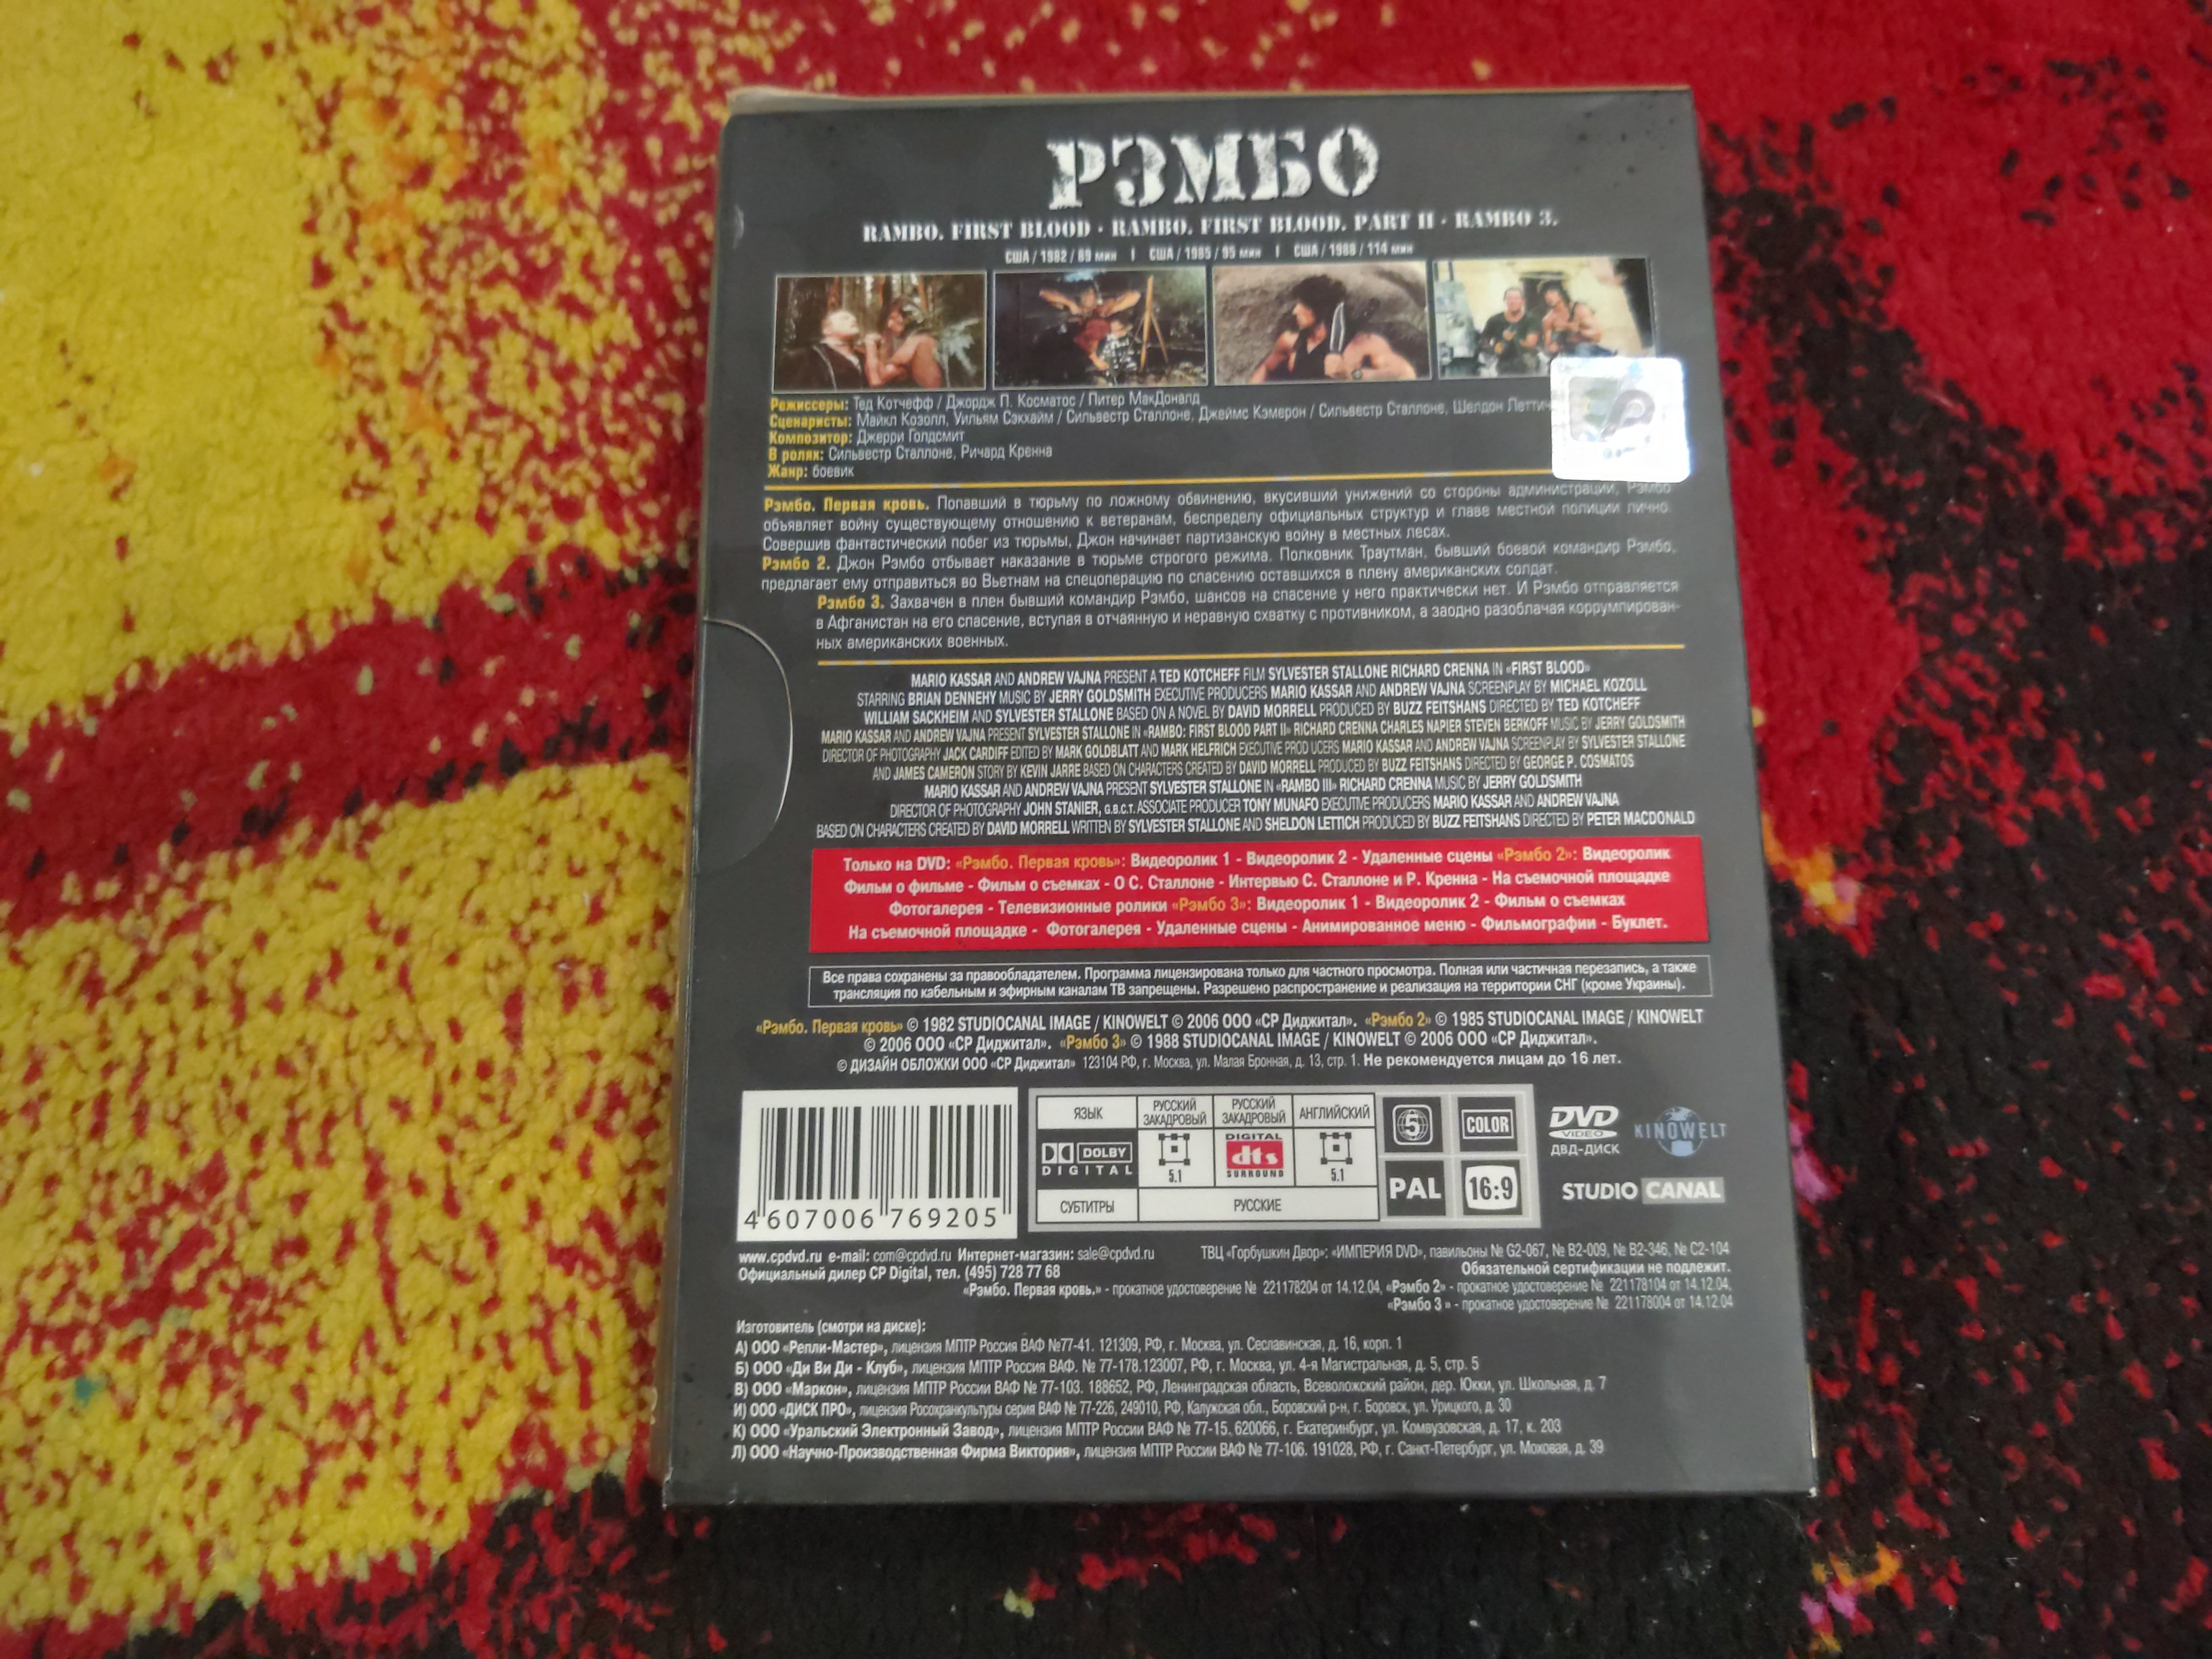 РЭМБО
RAMBO. FIRST BLOOD · RAMBO. FIRST BLOOD. PART II · RAMBO 3.
США / 1982 / 89 мин | США / 1985 / 95 мин | США / 1988 / 114 мин
Режиссеры: Тед Котчефф / Джордж П. Косматос / Питер МакДоналд
Сценаристы: Майкл Козолл, Уильям Сэкхайм / Сильвестр Сталлоне, Джеймс Кэмерон / Сильвестр Сталлоне, Шелдон
Композитор: Джерри Голдсмит
В ролях: Сильвестр Сталлоне, Ричард Кренна
Жанр: боевик
Рэмбо. Первая кровь. Попавший в тюрьму по ложному обвинению, вкусивший унижений со стороны администрации, Рэмбо
объявляет войну существующему отношению к ветеранам, беспределу официальных структур и главе местной полиции лично.
Совершив фантастический побег из тюрьмы, Джон начинает партизанскую войну в местных лесах.
Рэмбо 2. Джон Рэмбо отбывает наказание в тюрьме строгого режима. Полковник Траутман, бывший боевой командир Рэмбо,
предлагает ему отправиться во Вьетнам на спецоперацию по спасению оставшихся в плену американских солдат.
Рэмбо 3. Захвачен в плен бывший командир Рэмбо, шансов на спасение у него практически нет. И Рэмбо отправляется
в Афганистан на его спасение, вступая в отчаянную и неравную схватку с противником, а заодно разоблачая коррумпирован-
ных американских военных.
MARIO KASSAR AND ANDREW VAJNA PRESENT A TED KOTCHEFF FILM SYLVESTER STALLONE RICHARD CRENNA IN «FIRST BLOOD»
STARRING BRIAN DENNEHY MUSIC BY JERRY GOLDSMITH EXECUTIVE PRODUCERS MARIO KASSAR AND ANDREW VAJNA SCREENPLAY BY MICHAEL KOZOLL
WILLIAM SACKHEIM AND SYLVESTER STALLONE BASED ON A NOVEL BY DAVID MORRELL PRODUCED BY BUZZ FEITSHANS DIRECTED BY TED KOTCHEFF
MARIO KASSAR AND ANDREW VAJNA PRESENT SYLVESTER STALLONE IN «RAMBO: FIRST BLOOD PART II» RICHARD CRENNA CHARLES NAPIER STEVEN BERKOFF MUSIC BY JERRY GOLDSMITH
DIRECTOR OF PHOTOGRAPHY JACK CARDIFF EDITED BY MARK GOLDBLATT AND MARK HELFRICH EXECUTIVE PROD UCERS MARIO KASSAR AND ANDREW VAJNA SCREENPLAY BY SYLVESTER STALLONE
AND JAMES CAMERON STORY BY KEVIN JARRE BASED ON CHARACTERS CREATED BY DAVID MORRELL PRODUCED BY BUZZ FEITSHANS DIRECTED BY GEORGE P. COSMATOS
MARIO KASSAR AND ANDREW VAJNA PRESENT SYLVESTER STALLONE IN «RAMBO III» RICHARD CRENNA MUSIC BY JERRY GOLDSMITH
DIRECTOR OF PHOTOGRAPHY JOHN STANIER, G.B.C.T. ASSOCIATE PRODUCER TONY MUNAFO EXECUTIVE PRODUCERS MARIO KASSAR AND ANDREW VAJNA
BASED ON CHARACTERS CREATED BY DAVID MORRELL WRITTEN BY SYLVESTER STALLONE AND SHELDON LETTICH PRODUCED BY BUZZ FEITSHANS DIRECTED BY PETER MACDONALD
Только на DVD: «Рэмбо. Первая кровь»: Видеоролик 1 - Видеоролик 2 - Удаленные сцены «Рэмбо 2»: Видеоролик
Фильм о фильме - Фильм о съемках - О С. Сталлоне - Интервью С. Сталлоне и Р. Кренна - На съемочной площадке
Фотогалерея - Телевизионные ролики «Рэмбо 3»: Видеоролик 1 - Видеоролик 2 - Фильм о съемках
На съемочной площадке - Фотогалерея - Удаленные сцены - Анимированное меню - Фильмографии - Буклет.
Все права сохранены за правообладателем. Программа лицензирована только для частного просмотра. Полная или частичная перезапись, а также
трансляция по кабельным и эфирным каналам ТВ запрещены. Разрешено распространение и реализация на территории СНГ (кроме Украины).
«Рэмбо. Первая кровь» © 1982 STUDIOCANAL IMAGE / KINOWELT © 2006 ООО «СР Диджитал». «Рэмбо 2» © 1985 STUDIOCANAL IMAGE / KINOWELT
© 2006 ООО «СР Диджитал». «Рэмбо 3» © 1988 STUDIOCANAL IMAGE / KINOWELT © 2006 ООО «СР Диджитал».
© ДИЗАЙН ОБЛОЖКИ ООО «СР Диджитал» 123104 РФ, г. Москва, ул. Малая Бронная, д. 13, стр. 1. Не рекомендуется лицам до 16 лет.
4 607006 769205
ЯЗЫК РУССКИЙ ЗАКАДРОВЫЙ РУССКИЙ ЗАКАДРОВЫЙ АНГЛИЙСКИЙ
DOLBY DIGITAL 5.1 DIGITAL dts SURROUND 5.1
СУБТИТРЫ РУССКИЕ
5 COLOR
PAL 16:9
DVD VIDEO ДВД-ДИСК
KINOWELT
STUDIO CANAL
www.cpdvd.ru e-mail: com@cpdvd.ru Интернет-магазин: sale@cpdvd.ru ТВЦ «Горбушкин Двор»: «ИМПЕРИЯ DVD», павильоны № G2-067, № B2-009, № B2-346, № C2-104
Официальный дилер CP Digital, тел. (495) 728 77 68 Обязательной сертификации не подлежит.
«Рэмбо. Первая кровь.» - прокатное удостоверение № 221178204 от 14.12.04, «Рэмбо 2» - прокатное удостоверение № 221178104 от 14.12.04,
«Рэмбо 3 » - прокатное удостоверение № 221178004 от 14.12.04
Изготовитель (смотри на диске):
А) ООО «Репли-Мастер», лицензия МПТР Россия ВАФ №77-41. 121309, РФ, г. Москва, ул. Сеславинская, д. 16, корп. 1
Б) ООО «Ди Ви Ди - Клуб», лицензия МПТР Россия ВАФ. № 77-178.123007, РФ, г. Москва, ул. 4-я Магистральная, д. 5, стр. 5
В) ООО «Маркон», лицензия МПТР России ВАФ № 77-103. 188652, РФ, Ленинградская область, Всеволожский район, дер. Юкки, ул. Школьная, д. 7
И) ООО «ДИСК ПРО», лицензия Росохранкультуры серия ВАФ № 77-226, 249010, РФ, Калужская обл., Боровский р-н, г. Боровск, ул. Урицкого, д. 30
К) ООО «Уральский Электронный Завод», лицензия МПТР России ВАФ № 77-15. 620066, г. Екатеринбург, ул. Комвузовская, д. 17, к. 203
Л) ООО «Научно-Производственная Фирма Виктория», лицензия МПТР России ВАФ № 77-106. 191028, РФ, г. Санкт-Петербург, ул. Моховая, д. 39